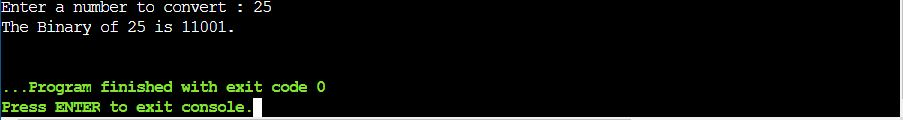 Enter a number to convert : 25
The Binary of 25 is 11001.
...Program finished with exit code 0
Press ENTER to exit console.